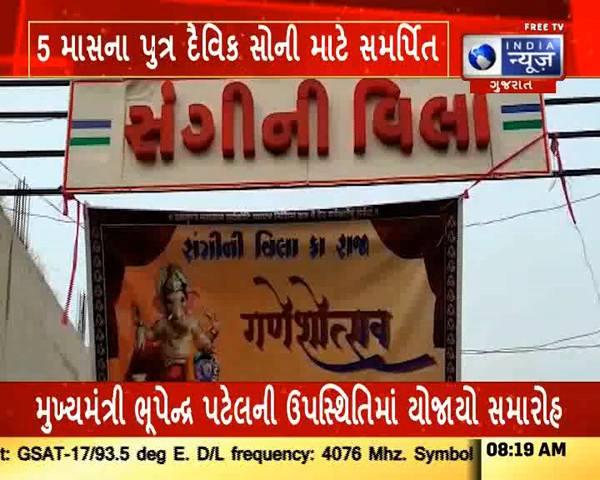 5 માસના પુત્ર દૈવિક સોની માટે સમર્પિત
FREE TV
INDIA
न्यूज़
ગુજરાત
સંગીની વિલા
સંગીની વિલા કા રાજા
ગણેશોત્સવ
મુખ્યમંત્રી ભૂપેન્દ્ર પટેલની ઉપસ્થિતિમાં યોજાયો સમારોહ
t: GSAT-17/93.5 deg E. D/L frequency: 4076 Mhz. Symbol
08:19 AM